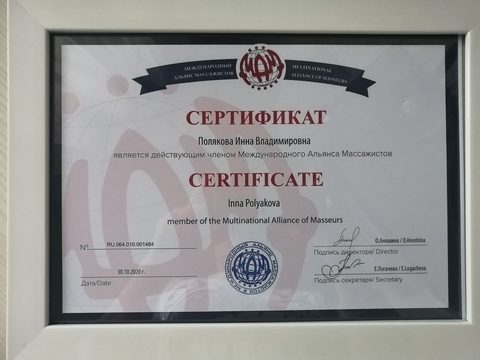 МЕЖДУНАРОДНЫЙ
АЛЬЯНС МАССАЖИСТОВ
MULTINATIONAL
ALLIANCE OF MASSEURS
СЕРТИФИКАТ
Полякова Инна Владимировна
является действующим членом Международного Альянса Массажистов
CERTIFICATE
Inna Polyakova
member of the Multinational Alliance of Masseurs
№ RU.064.010.001484
30.10.2020 г.
Дата/Date
О.Аношина / O.Anoshina
Подпись директора/ Director
Е.Логачева / E.Logacheva
Подпись секретаря/ Secretary